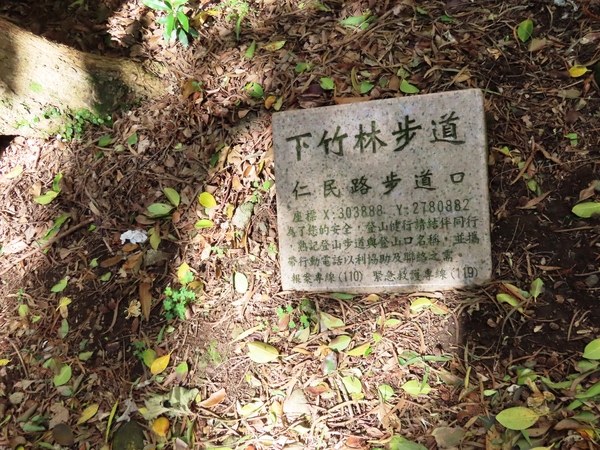 下竹林步道
仁民路步道口
座標 X:303888 Y:2780882
為了您的安全，登山健行請結伴同行
，熟記登山步道與登山口名稱，並攜
帶行動電話以利協助及聯絡之需
報案專線(110) 緊急救護專線(119)